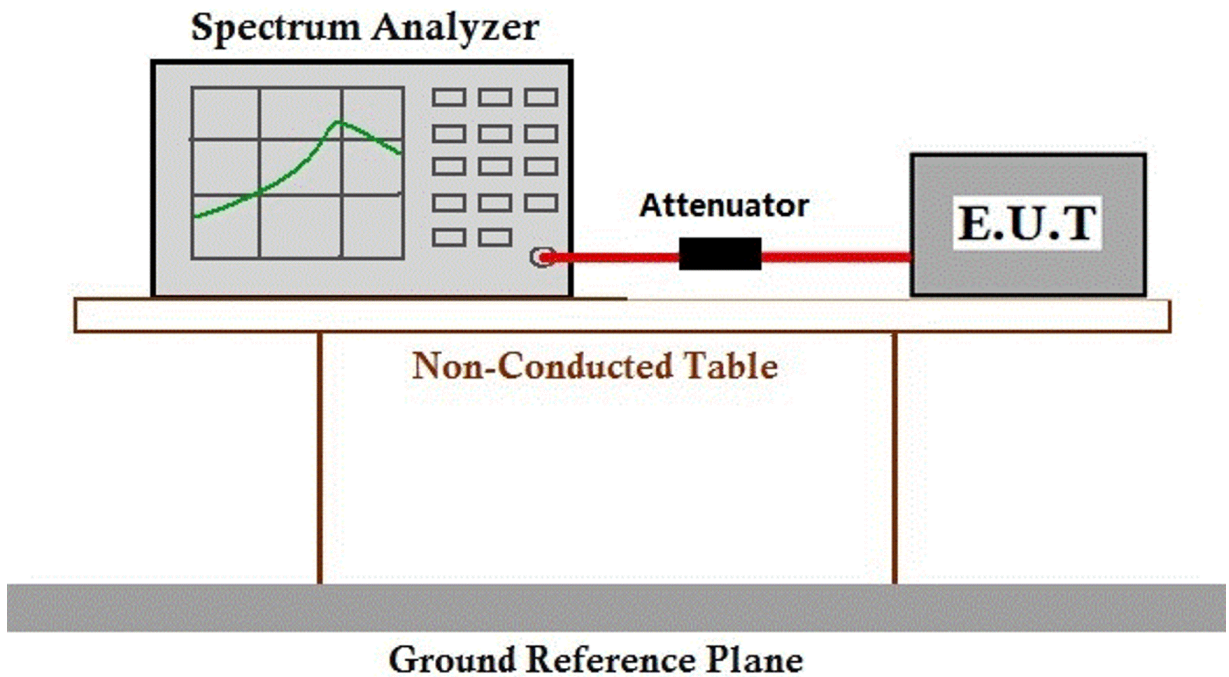 Spectrum Analyzer
Attenuator
E.U.T
Non-Conducted Table
Ground Reference Plane